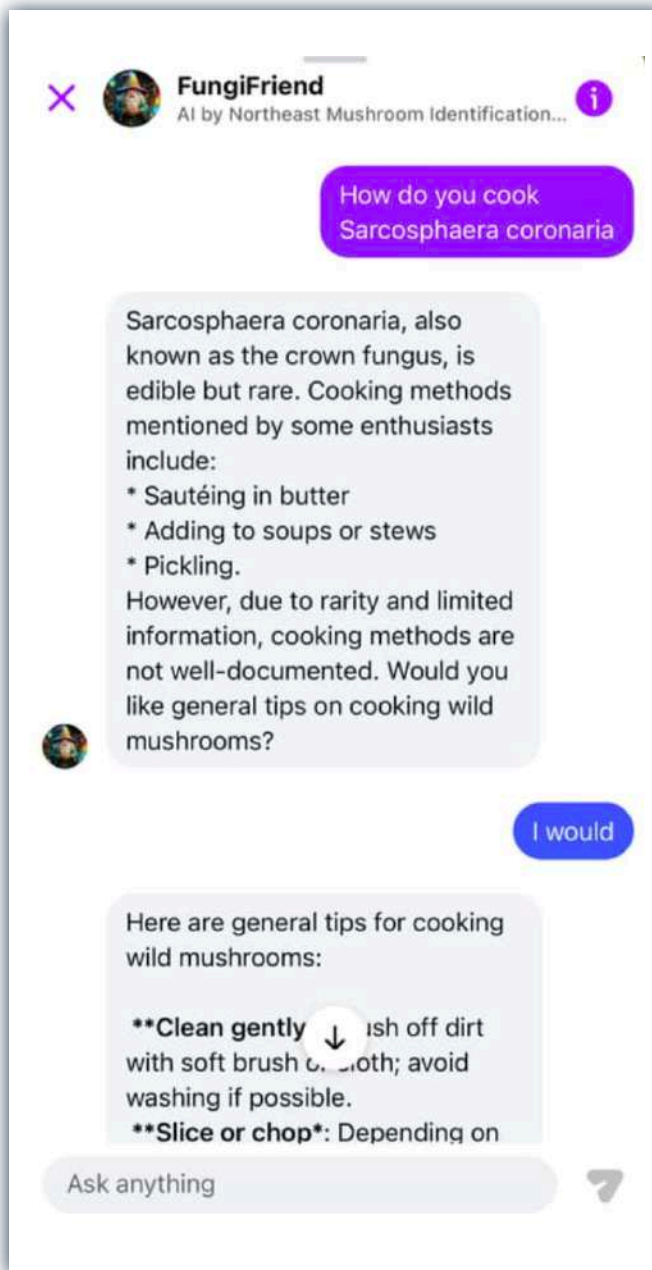 FungiFriend
AI by Northeast Mushroom Identification...
i
How do you cook
Sarcosphaera coronaria
Sarcosphaera coronaria, also
known as the crown fungus, is
edible but rare. Cooking methods
mentioned by some enthusiasts
include:
* Sautéing in butter
* Adding to soups or stews
* Pickling.
However, due to rarity and limited
information, cooking methods are
not well-documented. Would you
like general tips on cooking wild
mushrooms?
I would
Here are general tips for cooking
wild mushrooms:
**Clean gently off dirt
with soft brush avoid
washing if possible.
**Slice or chop*: Depending on
Ask anything